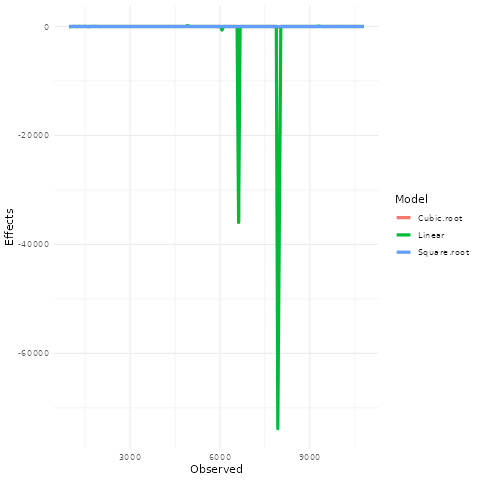 0
-20000
-40000
-60000
Effects
3000 6000 9000
Observed
Model
Cubic.root
Linear
Square.root